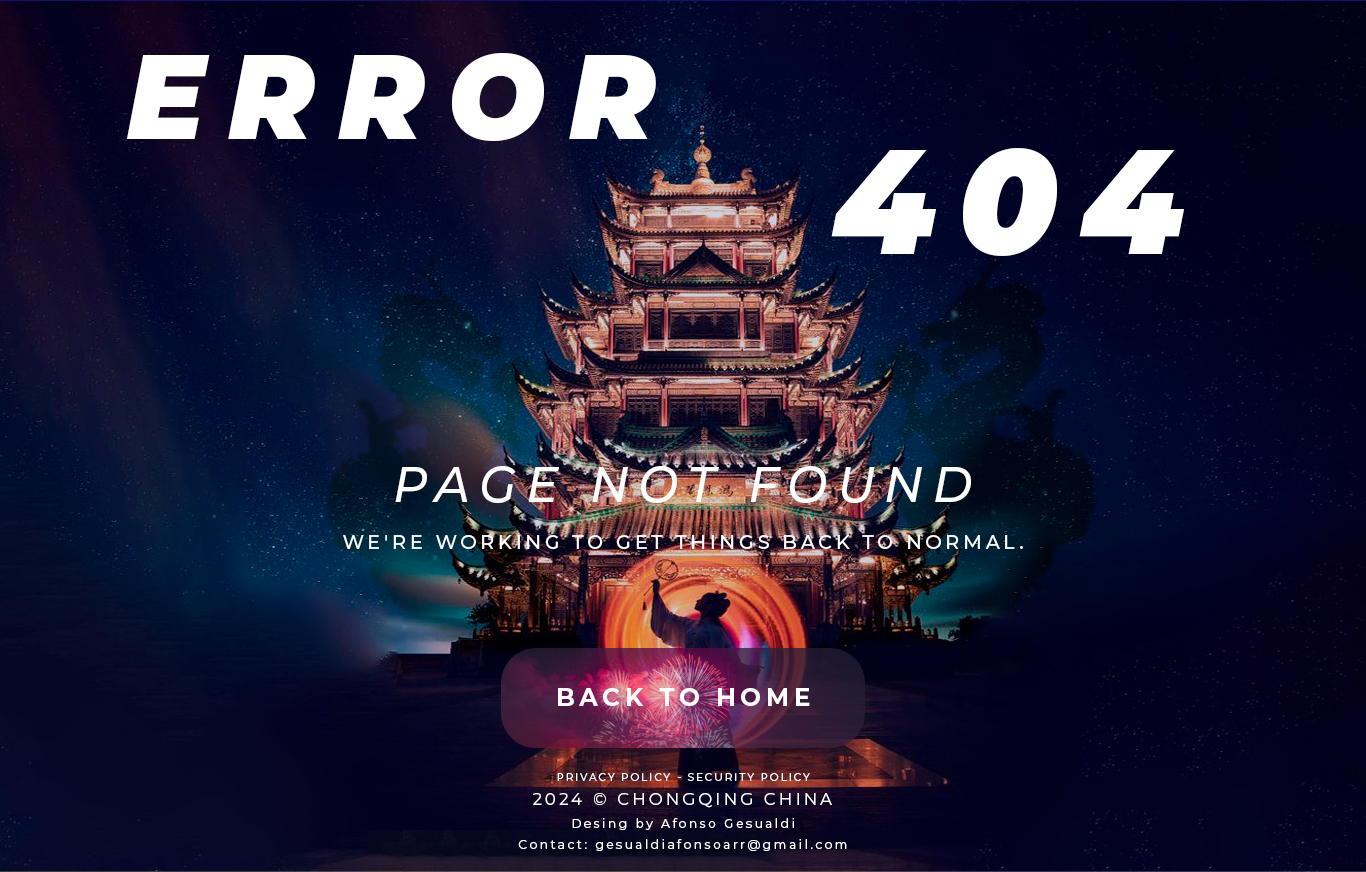 ERROR
404
PAGE NOT FOUND
WE'RE WORKING TO GET THINGS BACK TO NORMAL.
BACK TO HOME
PRIVACY POLICY - SECURITY POLICY
2024 © CHONGQING CHINA
Desing by Afonso Gesualdi
Contact: gesualdiafonsoarr@gmail.com